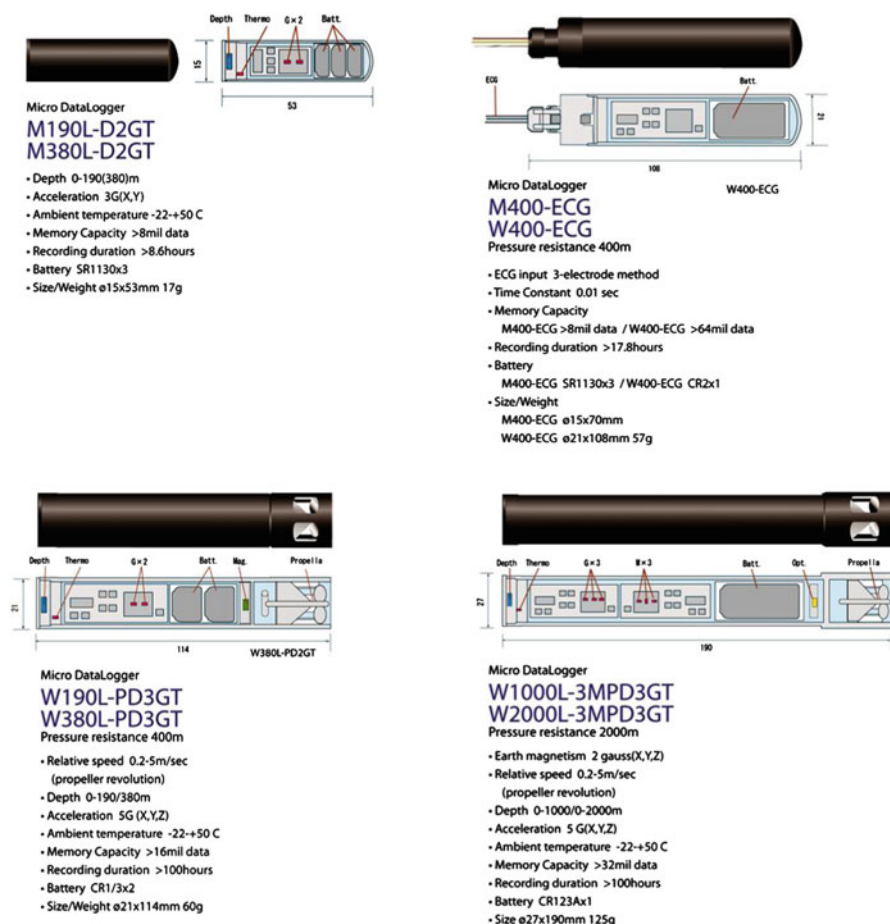 Depth Thermo G×2 Batt.
15
53
Micro DataLogger
M190L-D2GT
M380L-D2GT
• Depth 0-190(380)m
• Acceleration 3G(X,Y)
• Ambient temperature -22-+50 C
• Memory Capacity >8mil data
• Recording duration >8.6hours
• Battery SR1130x3
• Size/Weight ø15x53mm 17g
ECG
Batt.
21
108
W400-ECG
Micro DataLogger
M400-ECG
W400-ECG
Pressure resistance 400m
• ECG input 3-electrode method
• Time Constant 0.01 sec
• Memory Capacity
M400-ECG >8mil data / W400-ECG >64mil data
• Recording duration >17.8hours
• Battery
M400-ECG SR1130x3 / W400-ECG CR2x1
• Size/Weight
M400-ECG ø15x70mm
W400-ECG ø21x108mm 57g
Depth Thermo G×2 Batt. Mag. Propella
21
114
W380L-PD2GT
Micro DataLogger
W190L-PD3GT
W380L-PD3GT
Pressure resistance 400m
• Relative speed 0.2-5m/sec
(propeller revolution)
• Depth 0-190/380m
• Acceleration 5G (X,Y,Z)
• Ambient temperature -22-+50 C
• Memory Capacity >16mil data
• Recording duration >100hours
• Battery CR1/3x2
• Size/Weight ø21x114mm 60g
Depth Thermo G×3 M×3 Batt. Opt. Propella
27
190
Micro DataLogger
W1000L-3MPD3GT
W2000L-3MPD3GT
Pressure resistance 2000m
• Earth magnetism 2 gauss(X,Y,Z)
• Relative speed 0.2-5m/sec
(propeller revolution)
• Depth 0-1000/0-2000m
• Acceleration 5 G(X,Y,Z)
• Ambient temperature -22-+50 C
• Memory Capacity >32mil data
• Recording duration >100hours
• Battery CR123Ax1
• Size ø27x190mm 125g